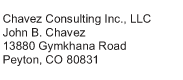 Chavez Consulting Inc., LLC
John B. Chavez
13880 Gymkhana Road
Peyton, CO 80831